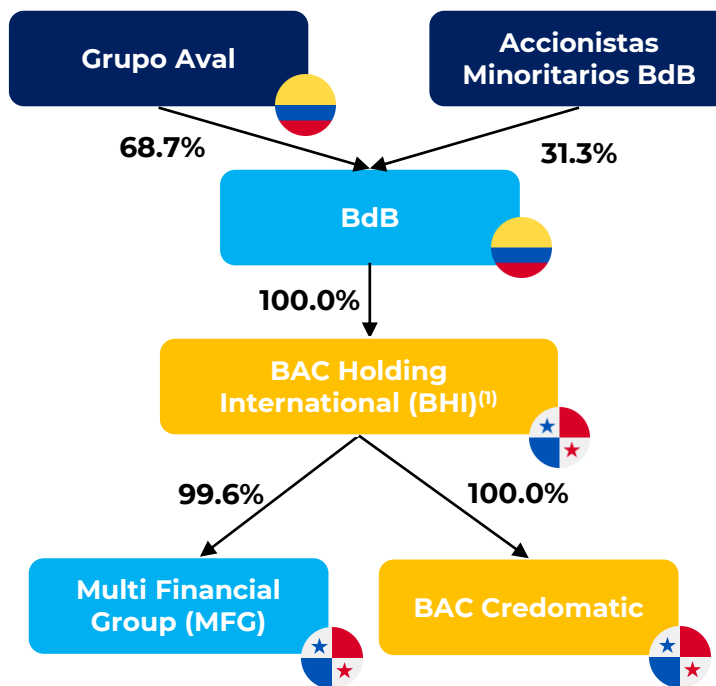 Grupo Aval
Accionistas
Minoritarios BdB
68.7%
31.3%
BdB
100.0%
BAC Holding
International (BHI)(1)
99.6%
100.0%
Multi Financial
Group (MFG)
BAC Credomatic